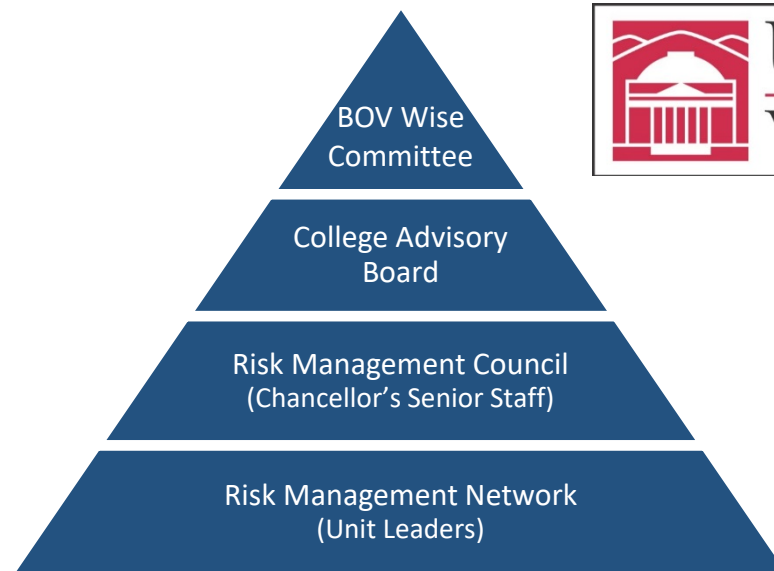 BOV Wise
Committee
College Advisory
Board
Risk Management Council
(Chancellor’s Senior Staff)
Risk Management Network
(Unit Leaders)